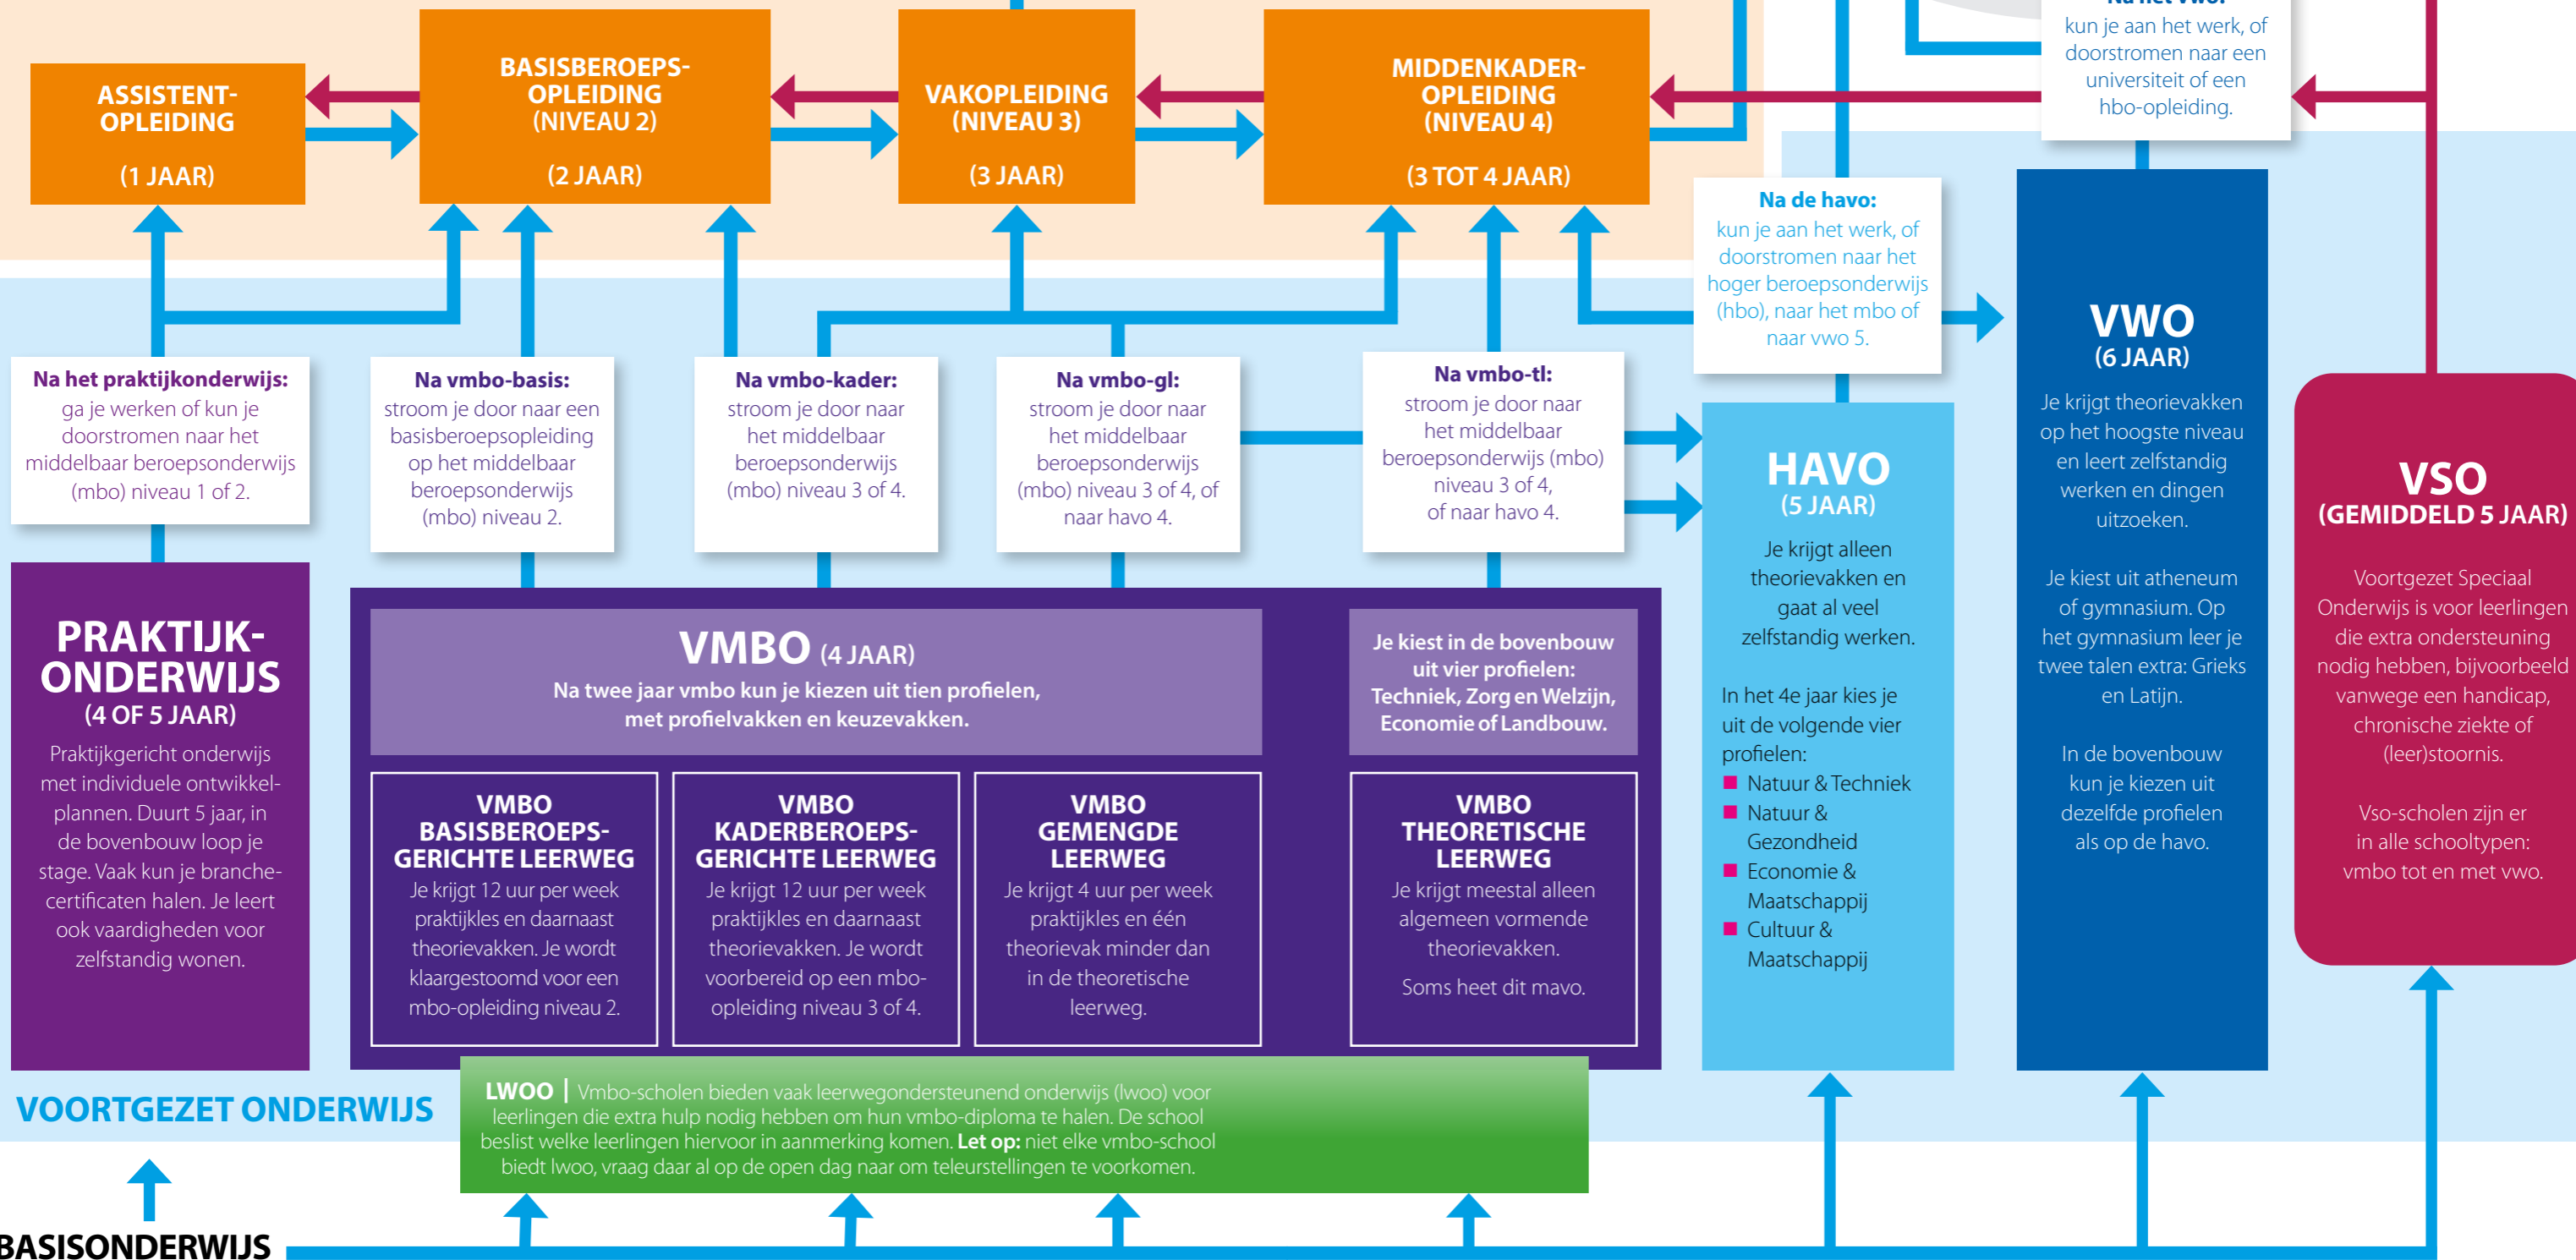 ASSISTENT-
OPLEIDING
(1 JAAR)
BASISBEROEPS-
OPLEIDING
(NIVEAU 2)
(2 JAAR)
VAKOPLEIDING
(NIVEAU 3)
(3 JAAR)
MIDDENKADER-
OPLEIDING
(NIVEAU 4)
(3 TOT 4 JAAR)
Na het vwo:
kun je aan het werk, of
doorstromen naar een
universiteit of een
hbo-opleiding.
Na de havo:
kun je aan het werk, of
doorstromen naar het
hoger beroepsonderwijs
(hbo), naar het mbo of
naar vwo 5.
Na het praktijkonderwijs:
ga je werken of kun je
doorstromen naar het
middelbaar beroepsonderwijs
(mbo) niveau 1 of 2.
Na vmbo-basis:
stroom je door naar een
basisberoepsopleiding
op het middelbaar
beroepsonderwijs
(mbo) niveau 2.
Na vmbo-kader:
stroom je door naar
het middelbaar
beroepsonderwijs
(mbo) niveau 3 of 4.
Na vmbo-gl:
stroom je door naar
het middelbaar
beroepsonderwijs
(mbo) niveau 3 of 4, of
naar havo 4.
Na vmbo-tl:
stroom je door naar
het middelbaar
beroepsonderwijs (mbo)
niveau 3 of 4,
of naar havo 4.
PRAKTIJK-
ONDERWIJS
(4 OF 5 JAAR)
Praktijkgericht onderwijs
met individuele ontwikkel-
plannen. Duurt 5 jaar, in
de bovenbouw loop je
stage. Vaak kun je branche-
certificaten halen. Je leert
ook vaardigheden voor
zelfstandig wonen.
VMBO (4 JAAR)
Na twee jaar vmbo kun je kiezen uit tien profielen,
met profielvakken en keuzevakken.
Je kiest in de bovenbouw
uit vier profielen:
Techniek, Zorg en Welzijn,
Economie of Landbouw.
VMBO
BASISBEROEPS-
GERICHTE LEERWEG
Je krijgt 12 uur per week
praktijkles en daarnaast
theorievakken. Je wordt
klaargestoomd voor een
mbo-opleiding niveau 2.
VMBO
KADERBEROEPS-
GERICHTE LEERWEG
Je krijgt 12 uur per week
praktijkles en daarnaast
theorievakken. Je wordt
voorbereid op een mbo-
opleiding niveau 3 of 4.
VMBO
GEMENGDE
LEERWEG
Je krijgt 4 uur per week
praktijkles en één
theorievak minder dan
in de theoretische
leerweg.
VMBO
THEORETISCHE
LEERWEG
Je krijgt meestal alleen
algemeen vormende
theorievakken.
Soms heet dit mavo.
HAVO
(5 JAAR)
Je krijgt alleen
theorievakken en
gaat al veel
zelfstandig werken.
In het 4e jaar kies je
uit de volgende vier
profielen:
Natuur & Techniek
Natuur &
Gezondheid
Economie &
Maatschappij
Cultuur &
Maatschappij
VWO
(6 JAAR)
Je krijgt theorievakken
op het hoogste niveau
en leert zelfstandig
werken en dingen
uitzoeken.
Je kiest uit atheneum
of gymnasium. Op
het gymnasium leer je
twee talen extra: Grieks
en Latijn.
In de bovenbouw
kun je kiezen uit
dezelfde profielen
als op de havo.
VSO
(GEMIDDELD 5 JAAR)
Voortgezet Speciaal
Onderwijs is voor leerlingen
die extra ondersteuning
nodig hebben, bijvoorbeeld
vanwege een handicap,
chronische ziekte of
(leer)stoornis.
Vso-scholen zijn er
in alle schooltypen:
vmbo tot en met vwo.
VOORTGEZET ONDERWIJS
LWOO | Vmbo-scholen bieden vaak leerwegondersteunend onderwijs (lwoo) voor
leerlingen die extra hulp nodig hebben om hun vmbo-diploma te halen. De school
beslist welke leerlingen hiervoor in aanmerking komen. Let op: niet elke vmbo-school
biedt lwoo, vraag daar al op de open dag naar om teleurstellingen te voorkomen.
BASISONDERWIJS